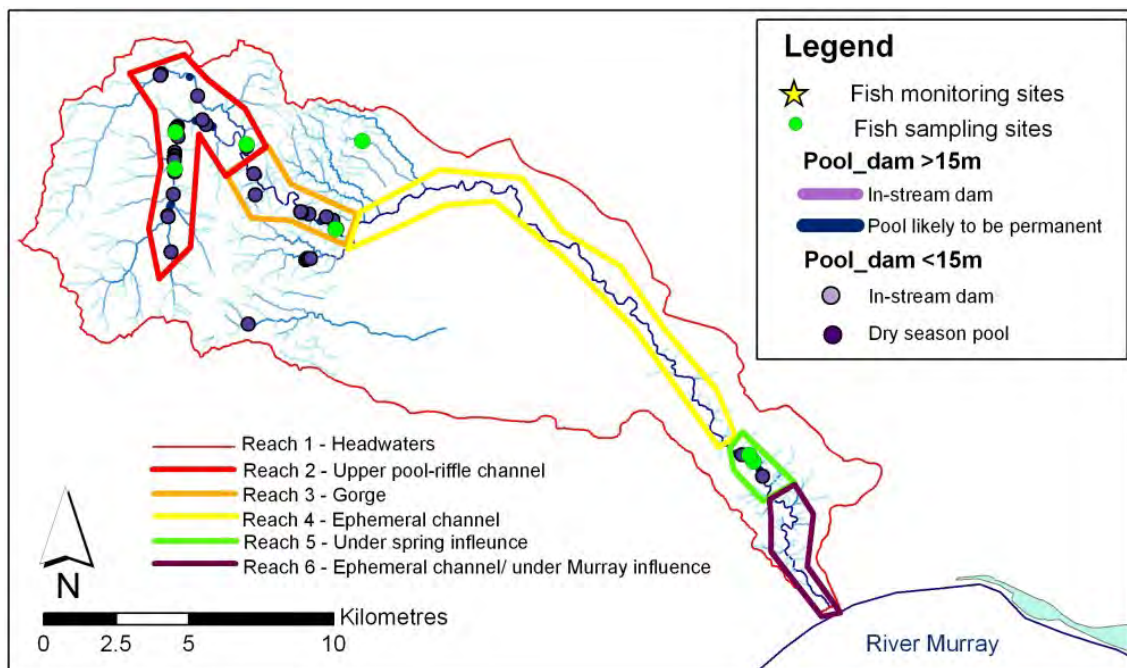 Legend
Fish monitoring sites
Fish sampling sites
Pool_dam >15m
In-stream dam
Pool likely to be permanent
Pool_dam <15m
In-stream dam
Dry season pool
Reach 1 - Headwaters
Reach 2 - Upper pool-riffle channel
Reach 3 - Gorge
Reach 4 - Ephemeral channel
Reach 5 - Under spring infleunce
Reach 6 - Ephemeral channel/ under Murray influence
N
Kilometres
0 2.5 5 10
River Murray